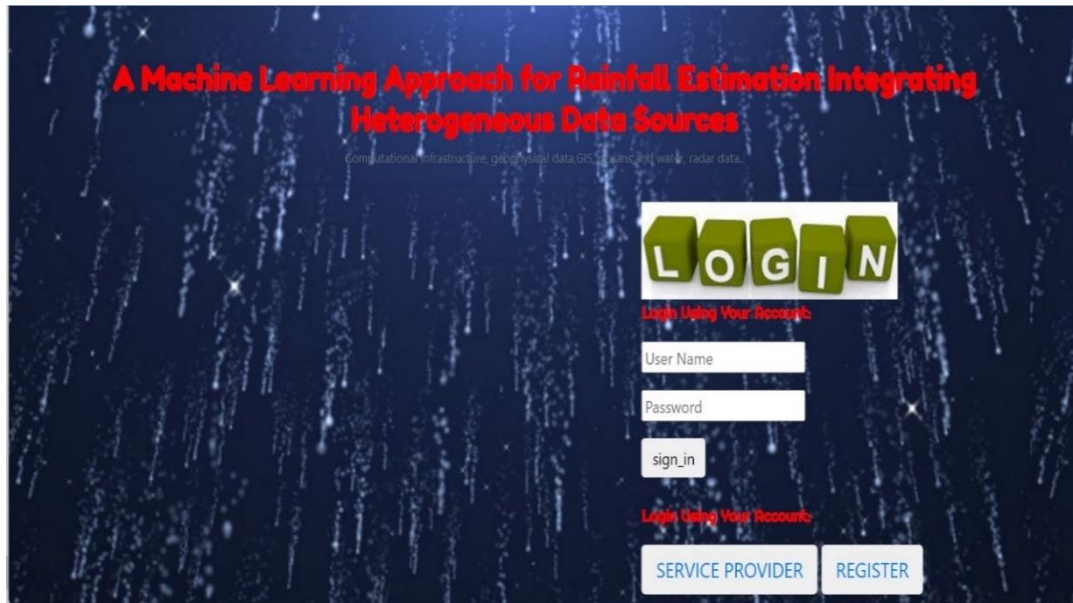 A Machine Learning Approach for Rainfall Estimation Integrating
Heterogeneous Data Sources
Computational infrastructure, geophysical data,GIS, oceans and water, radar data..
LOGIN
Login Using Your Account:
User Name
Password
sign_in
Login Using Your Account:
SERVICE PROVIDER REGISTER